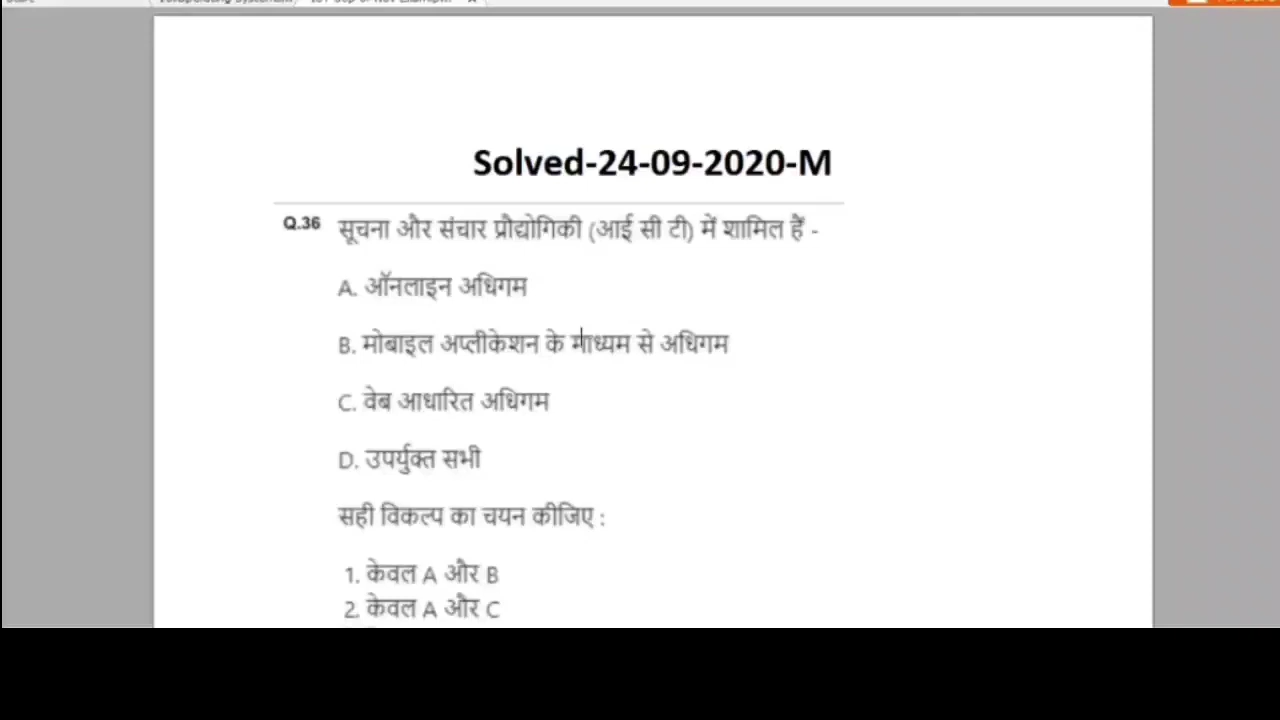 Solved-24-09-2020-M
Q.36 सूचना और संचार प्रौद्योगिकी (आई सी टी) में शामिल हैं -
A. ऑनलाइन अधिगम
B. मोबाइल अप्लीकेशन के माध्यम से अधिगम
C. वेब आधारित अधिगम
D. उपर्युक्त सभी
सही विकल्प का चयन कीजिए :
1. केवल A और B
2. केवल A और C